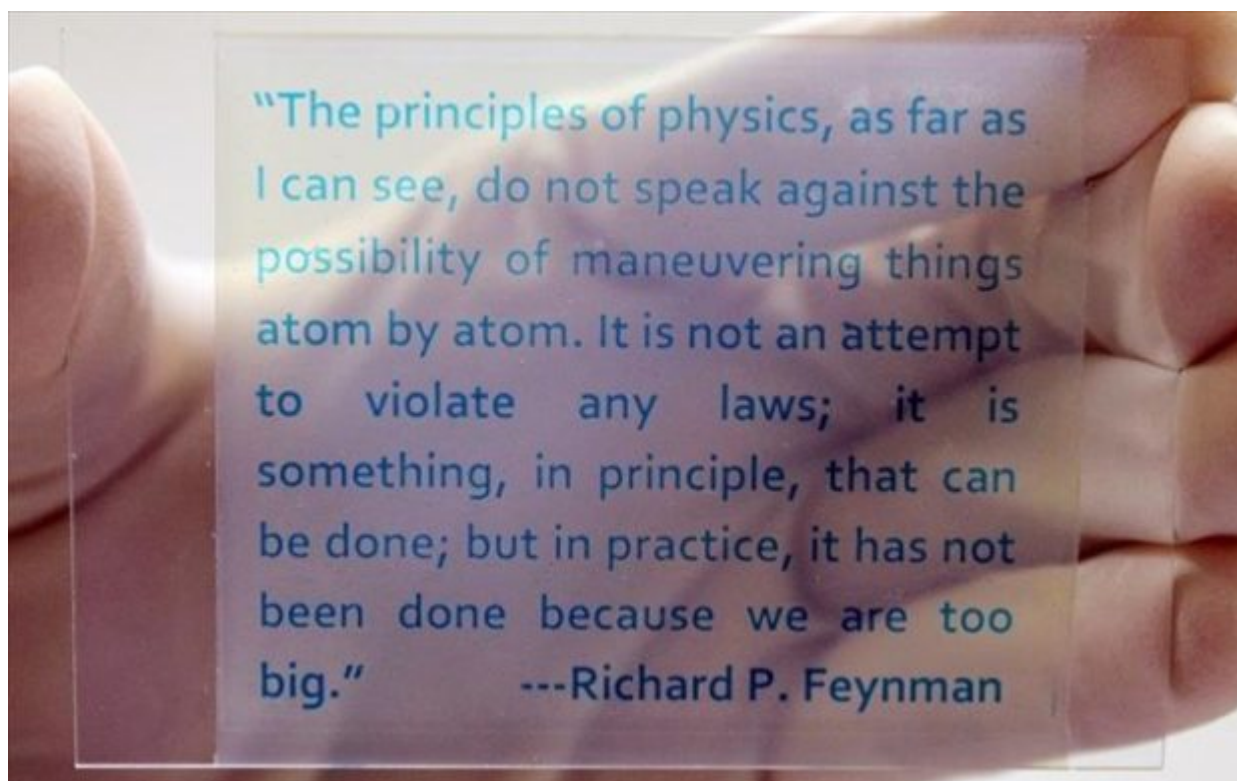 “The principles of physics, as far as
I can see, do not speak against the
possibility of maneuvering things
atom by atom. It is not an attempt
to violate any laws; it is
something, in principle, that can
be done; but in practice, it has not
been done because we are too
big.” ---Richard P. Feynman